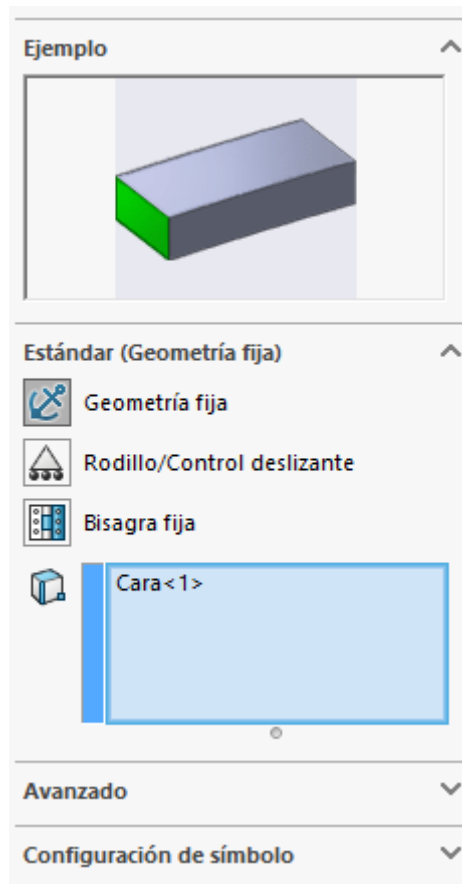 Ejemplo
Estándar (Geometría fija)
Geometría fija
Rodillo/Control deslizante
Bisagra fija
Cara<1>
Avanzado
Configuración de símbolo